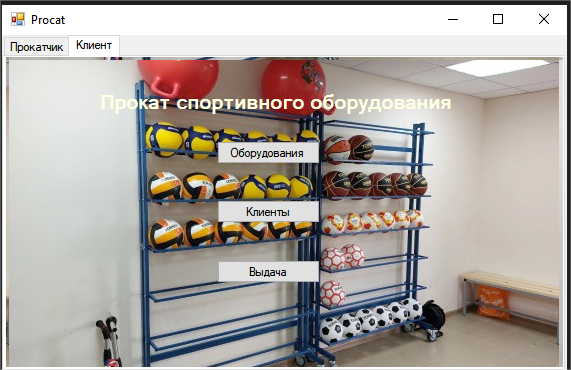 Procat
Прокатчик
Клиент
Прокат спортивного оборудования
Оборудования
Клиенты
Выдача